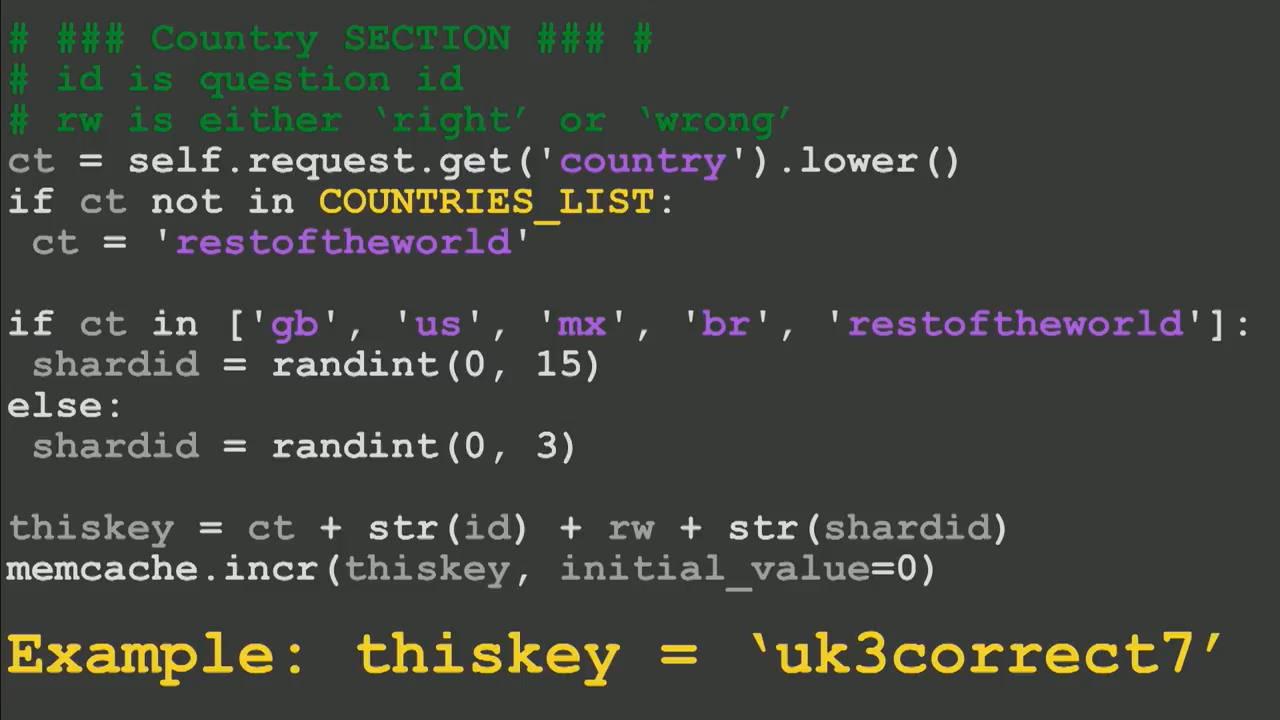 # ### Country SECTION ### #
# id is question id
# rw is either ‘right’ or ‘wrong’
ct = self.request.get('country').lower()
if ct not in COUNTRIES_LIST:
 ct = 'restoftheworld'
if ct in ['gb', 'us', 'mx', 'br', 'restoftheworld']:
 shardid = randint(0, 15)
else:
 shardid = randint(0, 3)
thiskey = ct + str(id) + rw + str(shardid)
memcache.incr(thiskey, initial_value=0)
Example: thiskey = ‘uk3correct7’